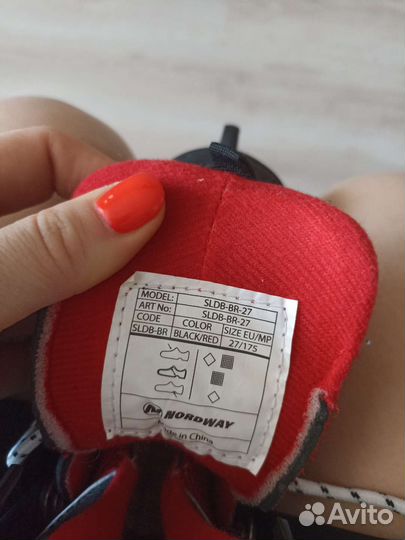 MODEL: SLDB-BR-27
ART No: SLDB-BR-27
CODE COLOR SIZE EU/MP
SLDB-BR BLACK/RED 27/175
NORDWAY
Made in China
Avito